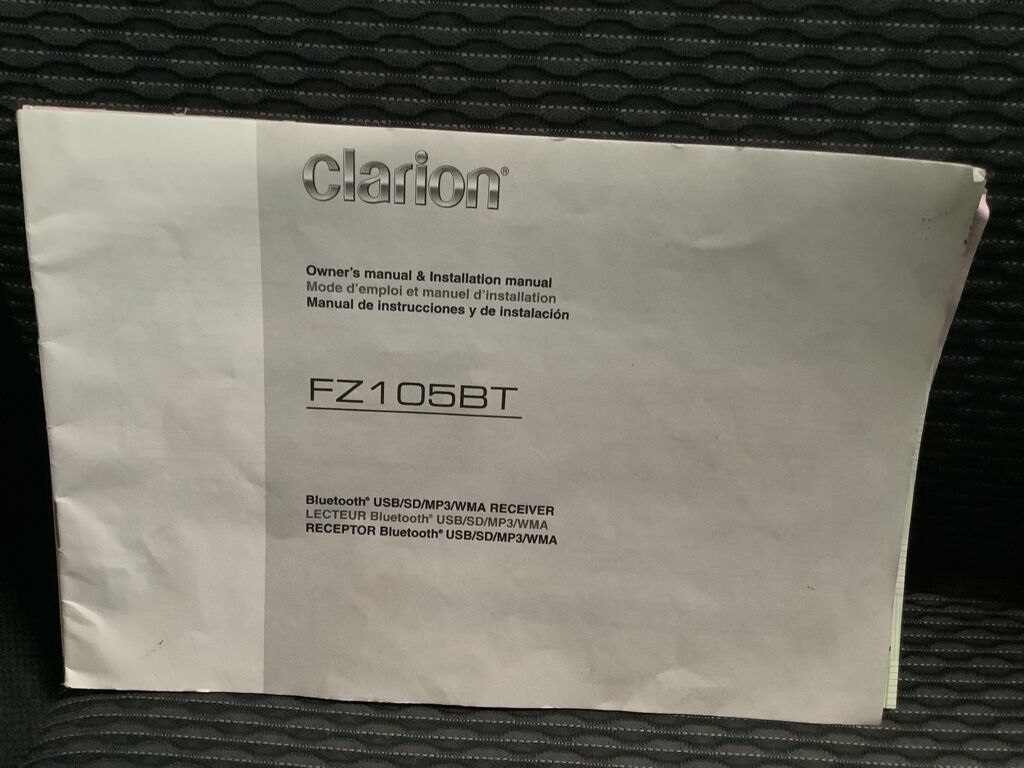 clarion®
Owner's manual & Installation manual
Mode d'emploi et manuel d'installation
Manual de instrucciones y de instalación
FZ105BT
Bluetooth® USB/SD/MP3/WMA RECEIVER
LECTEUR Bluetooth® USB/SD/MP3/WMA
RECEPTOR Bluetooth® USB/SD/MP3/WMA